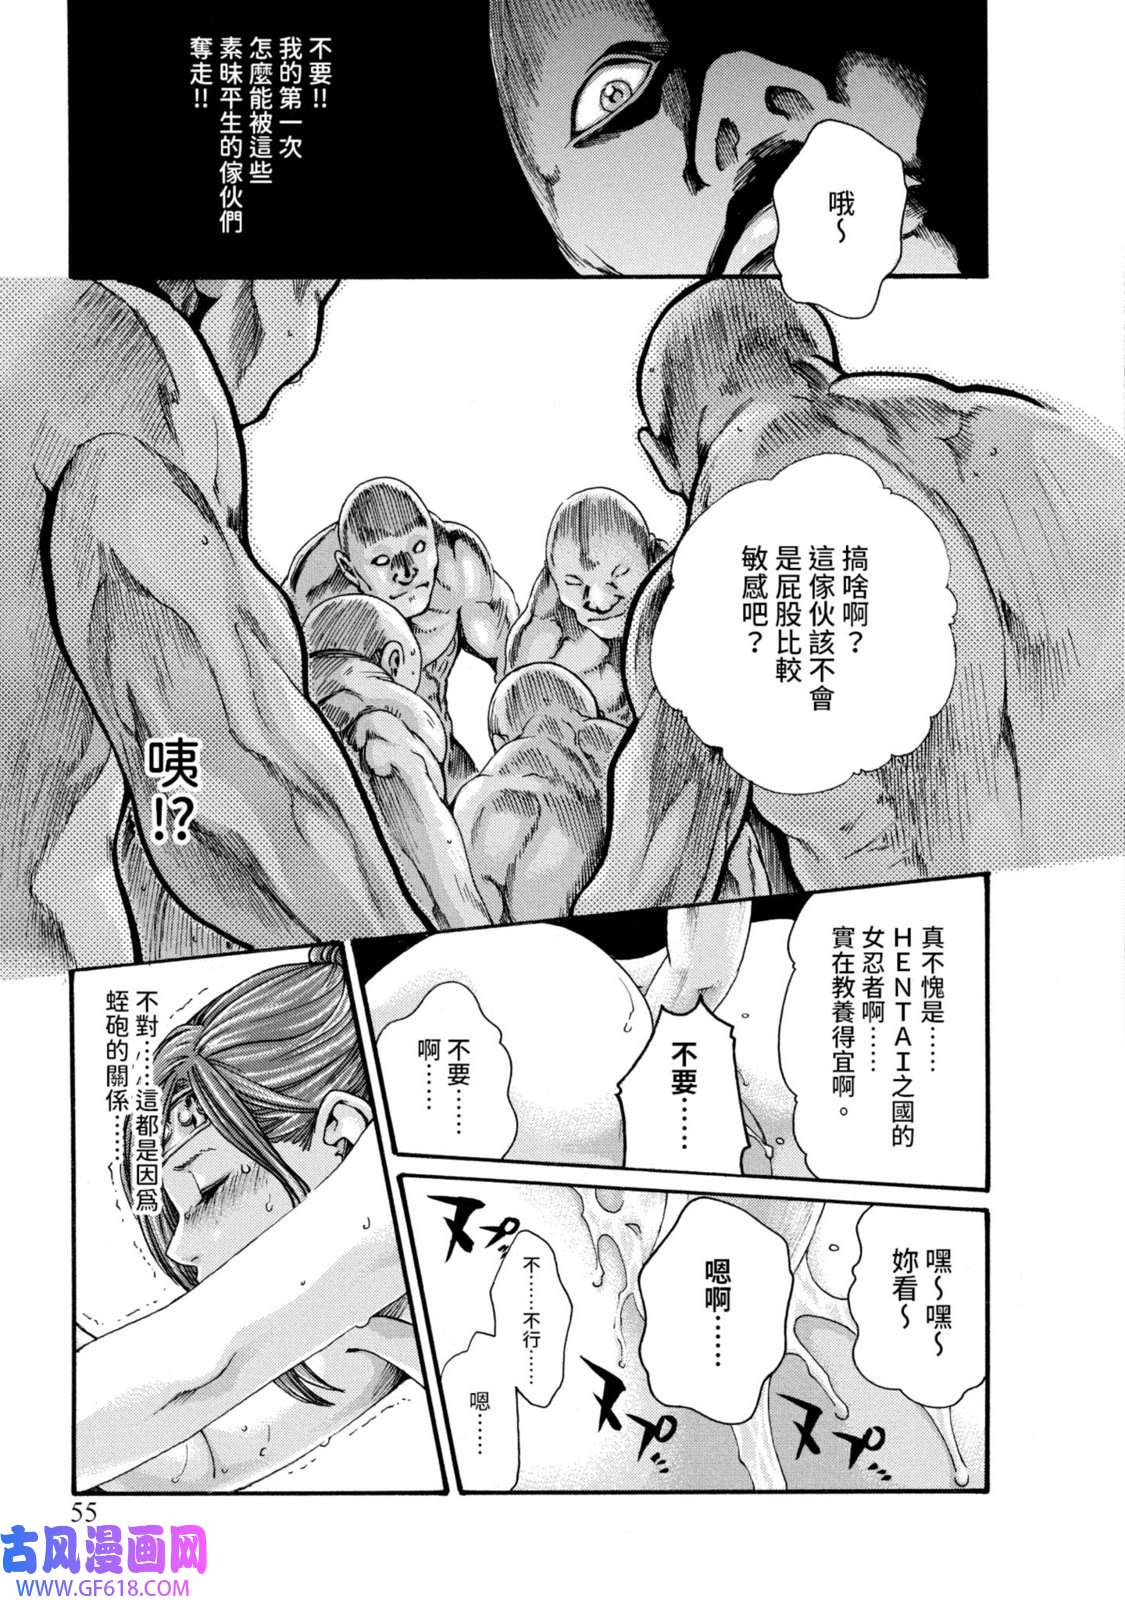 哦～
不要!!
我的第一次
怎麼能被這些
素昧平生的傢伙們
奪走!!
搞啥啊？
這傢伙該不會
是屁股比較
敏感吧？
咦!?
真不愧是……
HENTAI之國的
女忍者啊……
實在教養得宜啊。
不要……
不要……
啊……
不對……這都是因為
蛭砲的關係……
嘿～嘿～
妳看～
嗯啊……
不……不行……
嗯……
ヌプ
ヌプ
ヌプ
55
古风漫画网
WWW.GF618.COM